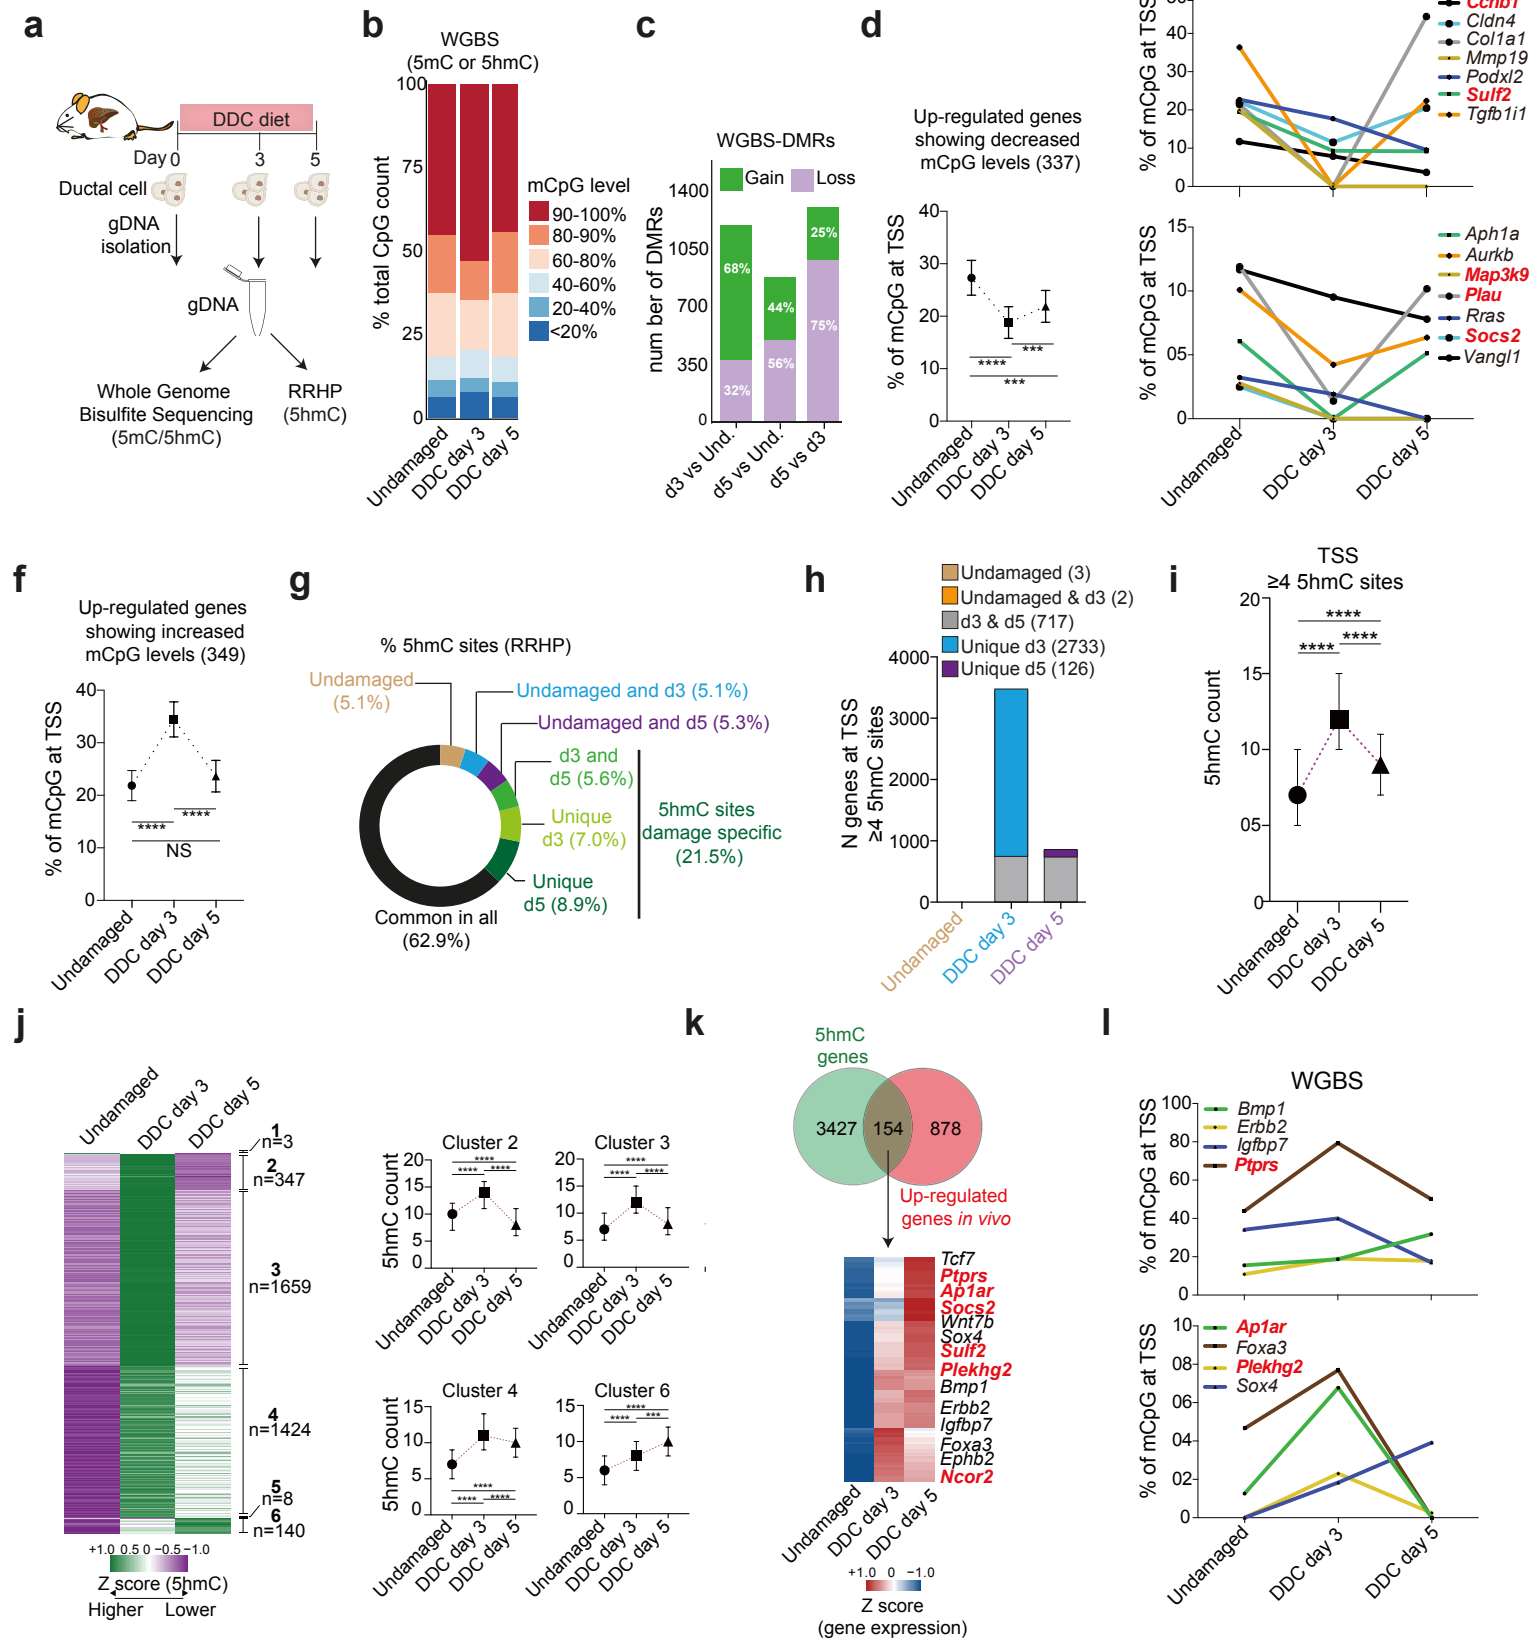 a
DDC diet
Day 0 3 5
Ductal cell
gDNA
isolation
gDNA
Whole Genome
Bisulfite Sequencing
(5mC/5hmC)
RRHP
(5hmC)
b
WGBS
(5mC or 5hmC)
% total CpG count
100
75
50
25
0
mCpG level
90-100%
80-90%
60-80%
40-60%
20-40%
<20%
Undamaged
DDC day 3
DDC day 5
c
WGBS-DMRs
Gain Loss
num ber of DMRs
1400
1050
700
350
0
68%
32%
44%
56%
25%
75%
d3 vs Und.
d5 vs Und.
d5 vs d3
d
Up-regulated genes
showing decreased
mCpG levels (337)
% of mCpG at TSS
40
30
20
10
0
****
***
***
Undamaged
DDC day 3
DDC day 5
% of mCpG at TSS
40
30
20
10
0
Ccnb1
Cldn4
Col1a1
Mmp19
Podxl2
Sulf2
Tgfb1i1
% of mCpG at TSS
15
10
05
0
Aph1a
Aurkb
Map3k9
Plau
Rras
Socs2
Vangl1
Undamaged
DDC day 3
DDC day 5
f
Up-regulated genes
showing increased
mCpG levels (349)
% of mCpG at TSS
40
30
20
10
0
****
****
NS
Undamaged
DDC day 3
DDC day 5
g
% 5hmC sites (RRHP)
Undamaged
(5.1%)
Undamaged and d3 (5.1%)
Undamaged and d5 (5.3%)
d3 and
d5 (5.6%)
Unique
d3 (7.0%)
Unique
d5 (8.9%)
5hmC sites
damage specific
(21.5%)
Common in all
(62.9%)
h
Undamaged (3)
Undamaged & d3 (2)
d3 & d5 (717)
Unique d3 (2733)
Unique d5 (126)
N genes at TSS
≥4 5hmC sites
4000
3000
2000
1000
0
Undamaged
DDC day 3
DDC day 5
i
TSS
≥4 5hmC sites
5hmC count
20
15
10
05
0
****
****
****
Undamaged
DDC day 3
DDC day 5
j
Undamaged
DDC day 3
DDC day 5
1
n=3
2
n=347
3
n=1659
4
n=1424
5
n=8
6
n=140
+1.0 0.5 0 −0.5 −1.0
Z score (5hmC)
Higher Lower
Cluster 2
5hmC count
20
15
10
5
0
****
****
****
Undamaged
DDC day 3
DDC day 5
Cluster 3
20
15
10
5
0
****
****
****
Undamaged
DDC day 3
DDC day 5
Cluster 4
5hmC count
15
10
5
0
****
****
****
Undamaged
DDC day 3
DDC day 5
Cluster 6
15
10
5
0
****
****
***
Undamaged
DDC day 3
DDC day 5
k
5hmC
genes
3427 154 878
Up-regulated
genes in vivo
Tcf7
Ptprs
Ap1ar
Socs2
Wnt7b
Sox4
Sulf2
Plekhg2
Bmp1
Erbb2
Igfbp7
Foxa3
Ephb2
Ncor2
Undamaged
DDC day 3
DDC day 5
+1.0 0 −1.0
Z score
(gene expression)
l
WGBS
% of mCpG at TSS
100
80
60
40
20
0
Bmp1
Erbb2
Igfbp7
Ptprs
% of mCpG at TSS
10
08
06
04
02
0
Ap1ar
Foxa3
Plekhg2
Sox4
Undamaged
DDC day 3
DDC day 5